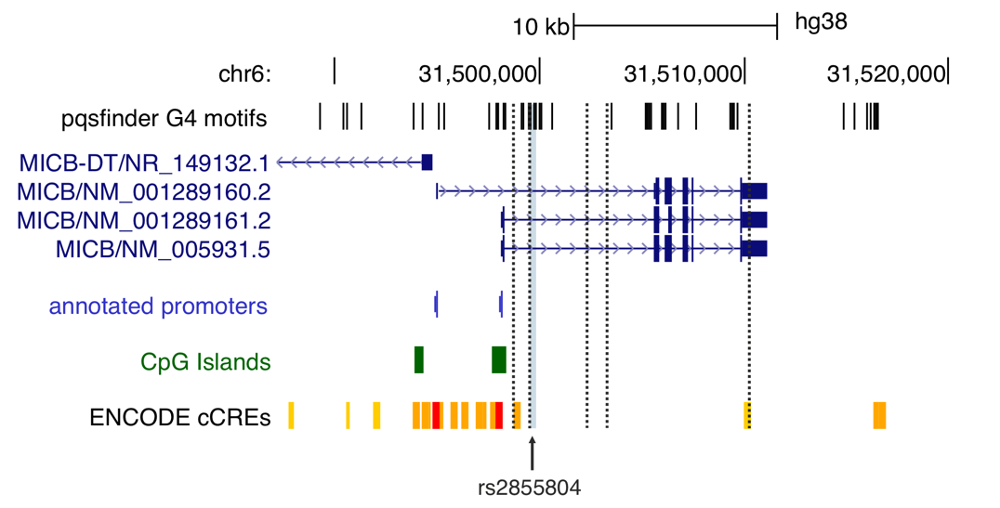 10 kb hg38
chr6: 31,500,000 31,510,000 31,520,000
pqsfinder G4 motifs
MICB-DT/NR_149132.1
MICB/NM_001289160.2
MICB/NM_001289161.2
MICB/NM_005931.5
annotated promoters
CpG Islands
ENCODE cCREs
rs2855804